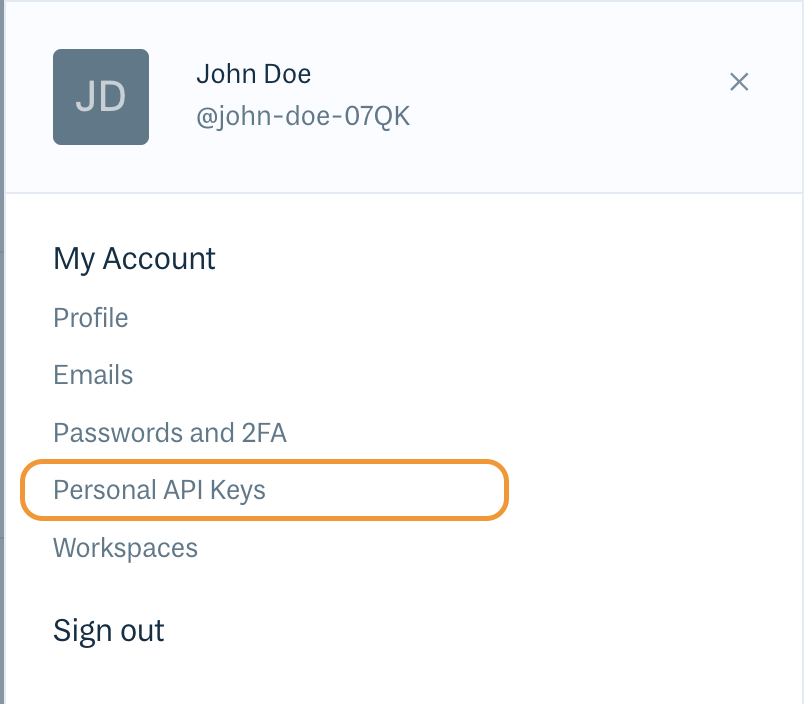 JD
John Doe
@john-doe-07QK
My Account
Profile
Emails
Passwords and 2FA
Personal API Keys
Workspaces
Sign out